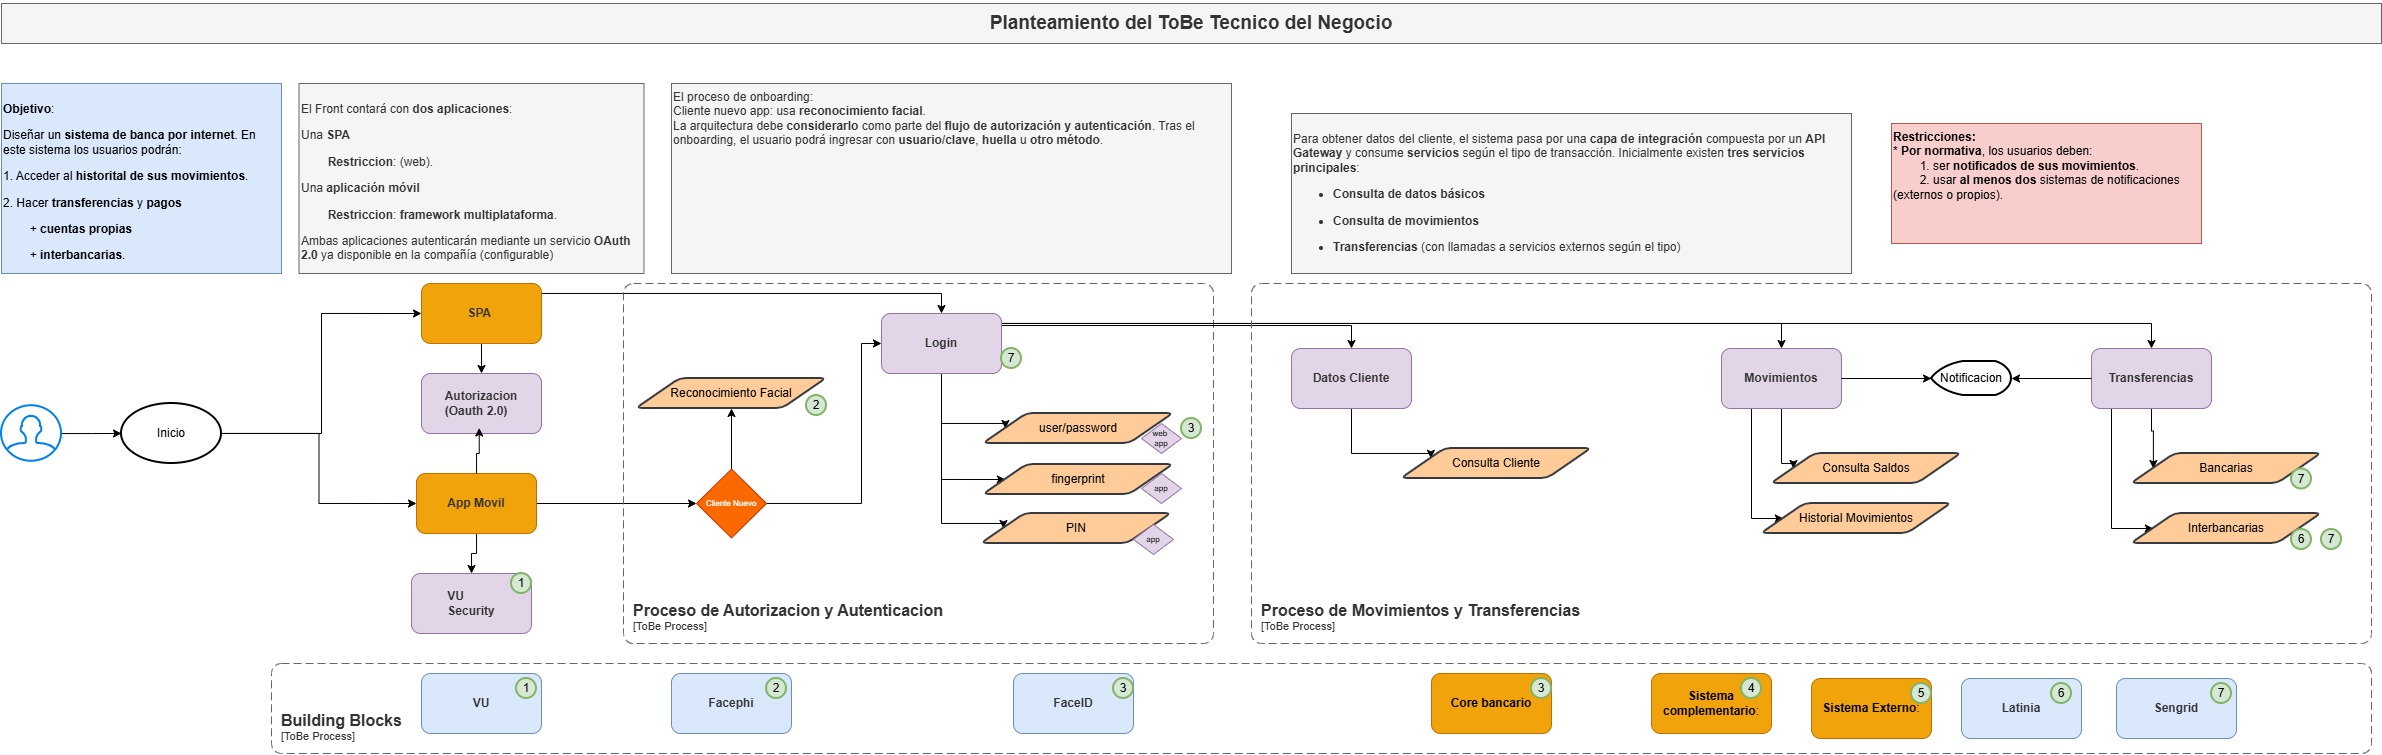 Planteamiento del ToBe Tecnico del Negocio
Objetivo:
Diseñar un sistema de banca por internet. En
este sistema los usuarios podrán:
1. Acceder al historital de sus movimientos.
2. Hacer transferencias y pagos
+ cuentas propias
+ interbancarias.
El Front contará con dos aplicaciones:
Una SPA
Restriccion: (web).
Una aplicación móvil
Restriccion: framework multiplataforma.
Ambas aplicaciones autenticarán mediante un servicio OAuth
2.0 ya disponible en la compañía (configurable)
El proceso de onboarding:
Cliente nuevo app: usa reconocimiento facial.
La arquitectura debe considerarlo como parte del flujo de autorización y autenticación. Tras el
onboarding, el usuario podrá ingresar con usuario/clave, huella u otro método.
Para obtener datos del cliente, el sistema pasa por una capa de integración compuesta por un API
Gateway y consume servicios según el tipo de transacción. Inicialmente existen tres servicios
principales:
• Consulta de datos básicos
• Consulta de movimientos
• Transferencias (con llamadas a servicios externos según el tipo)
Restricciones:
* Por normativa, los usuarios deben:
1. ser notificados de sus movimientos.
2. usar al menos dos sistemas de notificaciones
(externos o propios).
Inicio
SPA
Autorizacion
(Oauth 2.0)
App Movil
VU
Security
1
Reconocimiento Facial
2
Cliente Nuevo
Login
7
user/password
web
app
3
fingerprint
app
PIN
app
Proceso de Autorizacion y Autenticacion
[ToBe Process]
Datos Cliente
Consulta Cliente
Movimientos
Notificacion
Transferencias
Consulta Saldos
Historial Movimientos
Bancarias
7
Interbancarias
6
7
Proceso de Movimientos y Transferencias
[ToBe Process]
Building Blocks
[ToBe Process]
VU
1
Facephi
2
FaceID
3
Core bancario
3
Sistema
complementario:
4
Sistema Externo:
5
Latinia
6
Sengrid
7